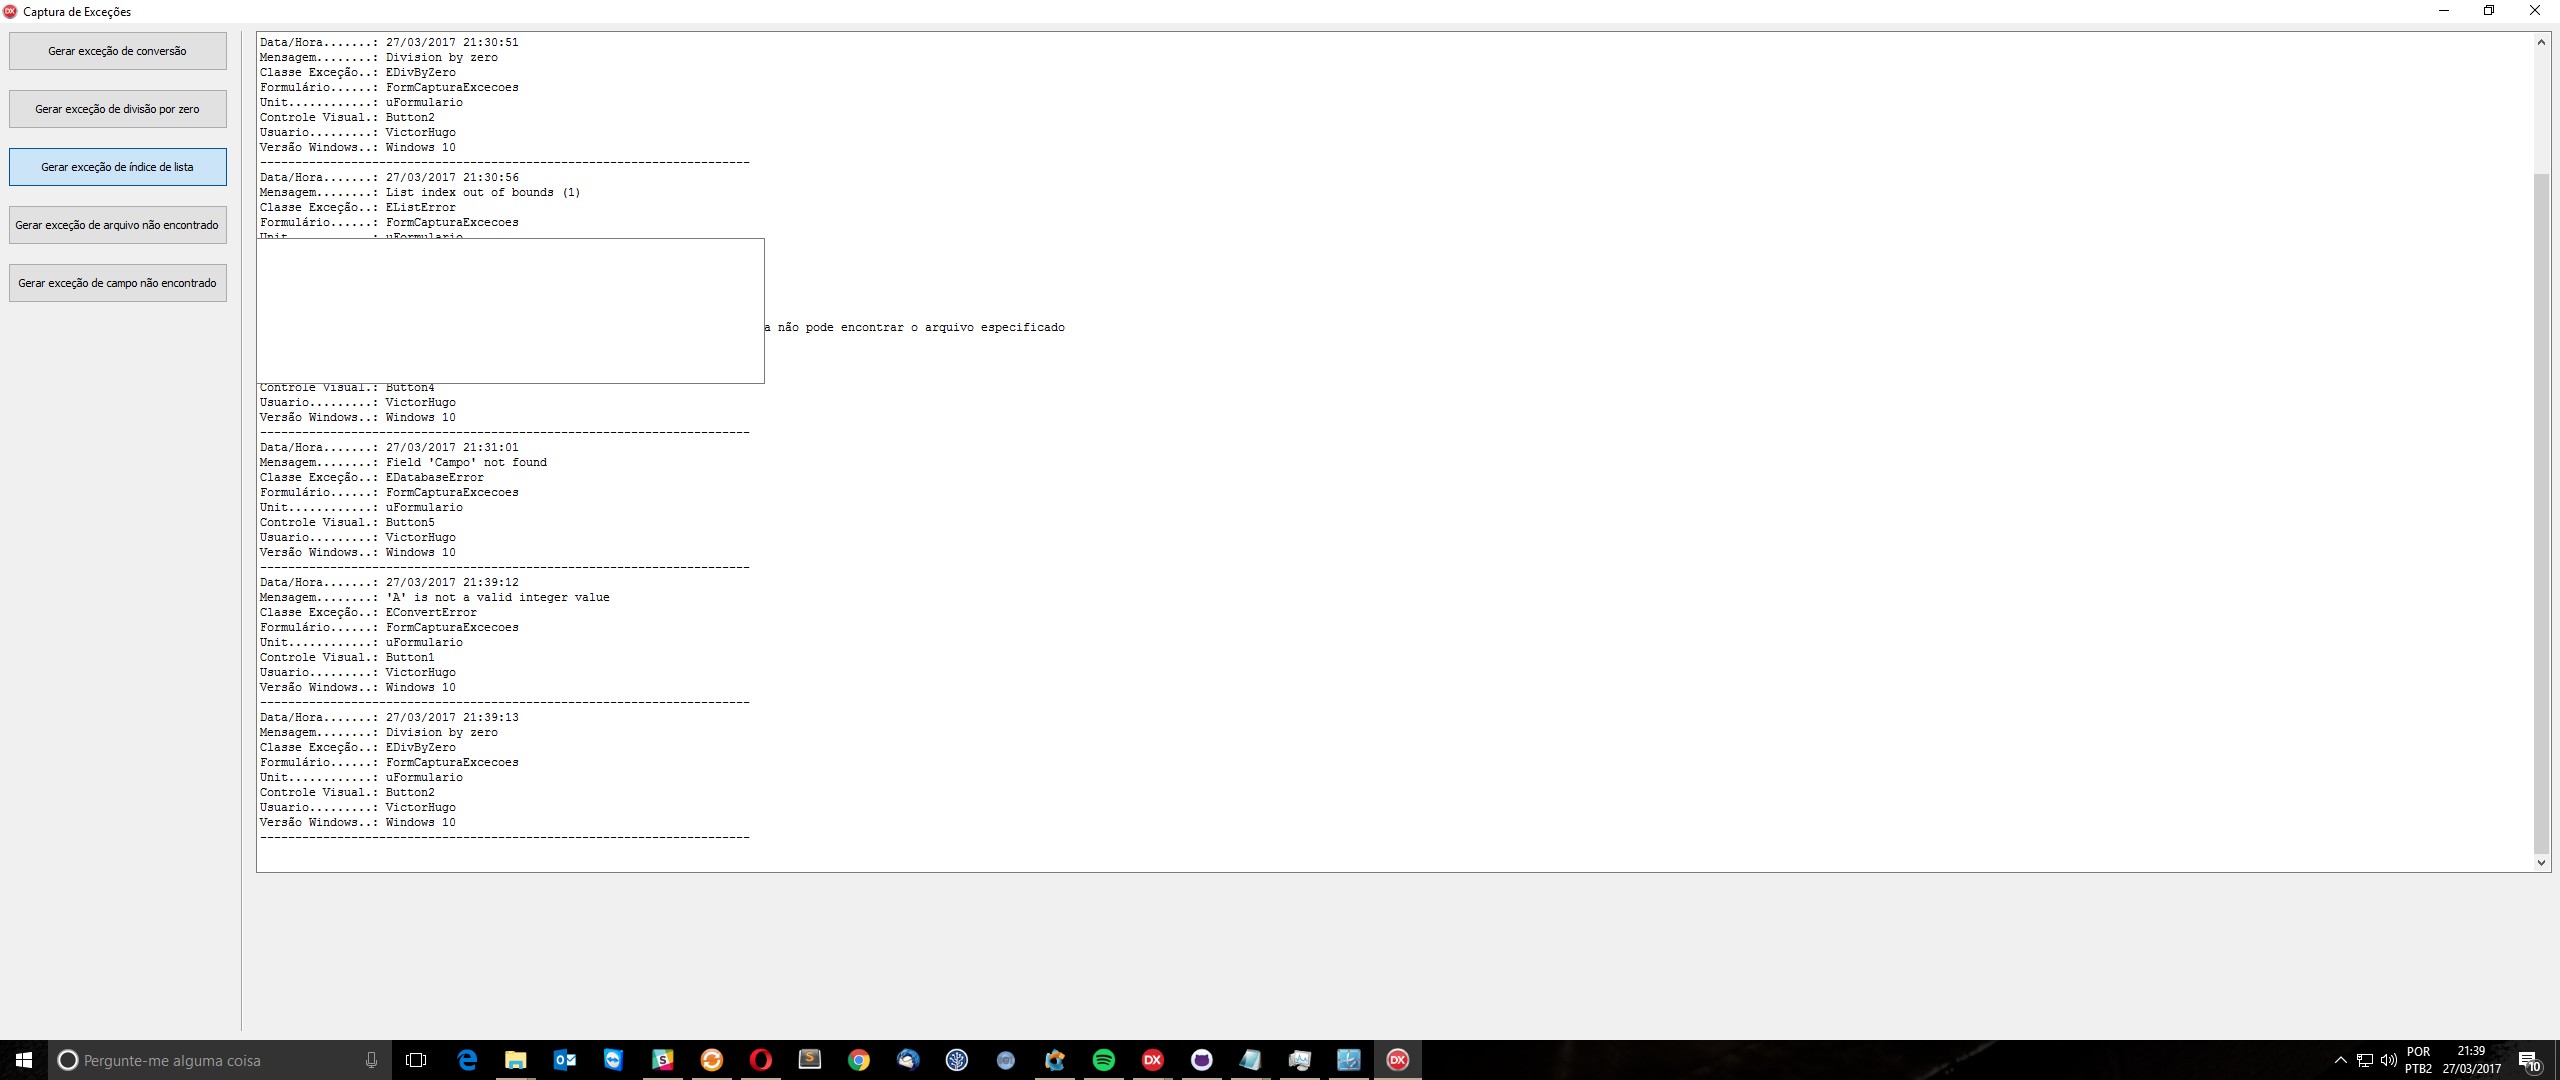 Captura de Exceções
Gerar exceção de conversão
Gerar exceção de divisão por zero
Gerar exceção de índice de lista
Gerar exceção de arquivo não encontrado
Gerar exceção de campo não encontrado
Data/Hora.......: 27/03/2017 21:30:51
Mensagem........: Division by zero
Classe Exceção..: EDivByZero
Formulário......: FormCapturaExcecoes
Unit............: uFormulario
Controle Visual.: Button2
Usuario.........: VictorHugo
Versão Windows..: Windows 10
----------------------------------------------------------------------
Data/Hora.......: 27/03/2017 21:30:56
Mensagem........: List index out of bounds (1)
Classe Exceção..: EListError
Formulário......: FormCapturaExcecoes
Unit............: uFormulario
a não pode encontrar o arquivo especificado
Controle Visual.: Button4
Usuario.........: VictorHugo
Versão Windows..: Windows 10
----------------------------------------------------------------------
Data/Hora.......: 27/03/2017 21:31:01
Mensagem........: Field 'Campo' not found
Classe Exceção..: EDatabaseError
Formulário......: FormCapturaExcecoes
Unit............: uFormulario
Controle Visual.: Button5
Usuario.........: VictorHugo
Versão Windows..: Windows 10
----------------------------------------------------------------------
Data/Hora.......: 27/03/2017 21:39:12
Mensagem........: 'A' is not a valid integer value
Classe Exceção..: EConvertError
Formulário......: FormCapturaExcecoes
Unit............: uFormulario
Controle Visual.: Button1
Usuario.........: VictorHugo
Versão Windows..: Windows 10
----------------------------------------------------------------------
Data/Hora.......: 27/03/2017 21:39:13
Mensagem........: Division by zero
Classe Exceção..: EDivByZero
Formulário......: FormCapturaExcecoes
Unit............: uFormulario
Controle Visual.: Button2
Usuario.........: VictorHugo
Versão Windows..: Windows 10
----------------------------------------------------------------------
Pergunte-me alguma coisa
DX
DX
POR
PTB2
21:39
27/03/2017
10